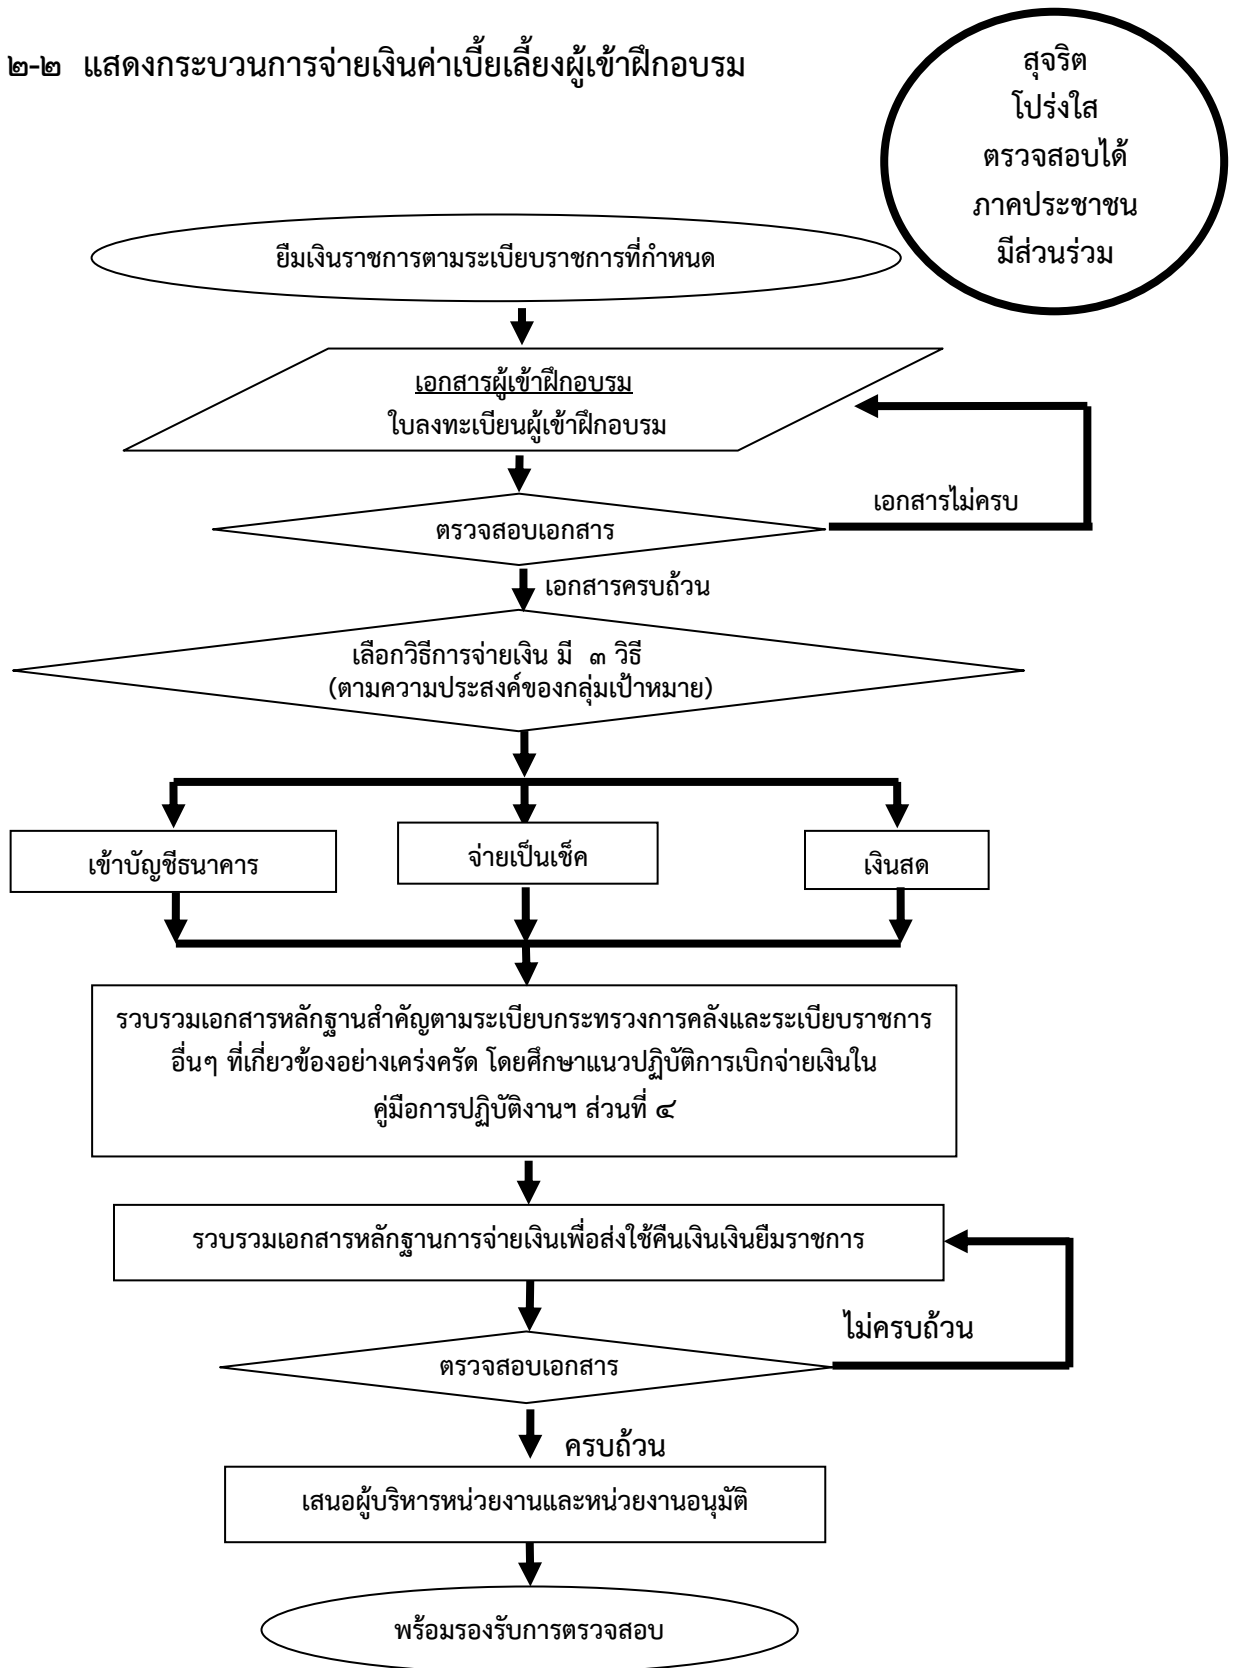 ๒-๒ แสดงกระบวนการจ่ายเงินค่าเบี้ยเลี้ยงผู้เข้าฝึกอบรม
สุจริต
โปร่งใส
ตรวจสอบได้
ภาคประชาชน
มีส่วนร่วม
ยืมเงินราชการตามระเบียบราชการที่กำหนด
เอกสารผู้เข้าฝึกอบรม
ใบลงทะเบียนผู้เข้าฝึกอบรม
เอกสารไม่ครบ
ตรวจสอบเอกสาร
เอกสารครบถ้วน
เลือกวิธีการจ่ายเงิน มี ๓ วิธี
(ตามความประสงค์ของกลุ่มเป้าหมาย)
เข้าบัญชีธนาคาร
จ่ายเป็นเช็ค
เงินสด
รวบรวมเอกสารหลักฐานสำคัญตามระเบียบกระทรวงการคลังและระเบียบราชการ
อื่นๆ ที่เกี่ยวข้องอย่างเคร่งครัด โดยศึกษาแนวปฏิบัติการเบิกจ่ายเงินใน
คู่มือการปฏิบัติงานฯ ส่วนที่ ๔
รวบรวมเอกสารหลักฐานการจ่ายเงินเพื่อส่งใช้คืนเงินเงินยืมราชการ
ไม่ครบถ้วน
ตรวจสอบเอกสาร
ครบถ้วน
เสนอผู้บริหารหน่วยงานและหน่วยงานอนุมัติ
พร้อมรองรับการตรวจสอบ